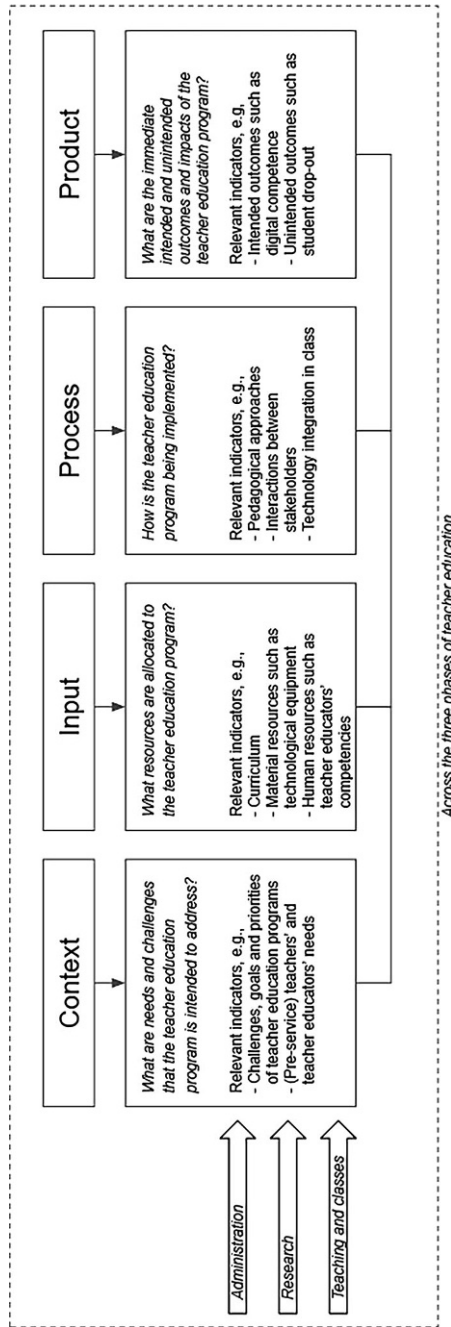 Context
What are needs and challenges
that the teacher education
program is intended to address?
Relevant indicators, e.g.,
- Challenges, goals and priorities
of teacher education programs
- (Pre-service) teachers' and
teacher educators' needs
Input
What resources are allocated to
the teacher education program?
Relevant indicators, e.g.,
- Curriculum
- Material resources such as
technological equipment
- Human resources such as
teacher educators'
competencies
Process
How is the teacher education
program being implemented?
Relevant indicators, e.g.,
- Pedagogical approaches
- Interactions between
stakeholders
- Technology integration in class
Product
What are the immediate
intended and unintended
outcomes and impacts of the
teacher education program?
Relevant indicators, e.g,
- Intended outcomes such as
digital competence
- Unintended outcomes such as
student drop-out
Administration
Research
Teaching and classes
Across the three phases of teacher education